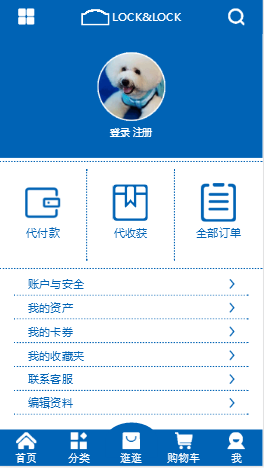 LOCK&LOCK
登录 注册
代付款 代收获 全部订单
账户与安全
我的资产
我的卡券
我的收藏夹
联系客服
编辑资料
首页 分类 逛逛 购物车 我